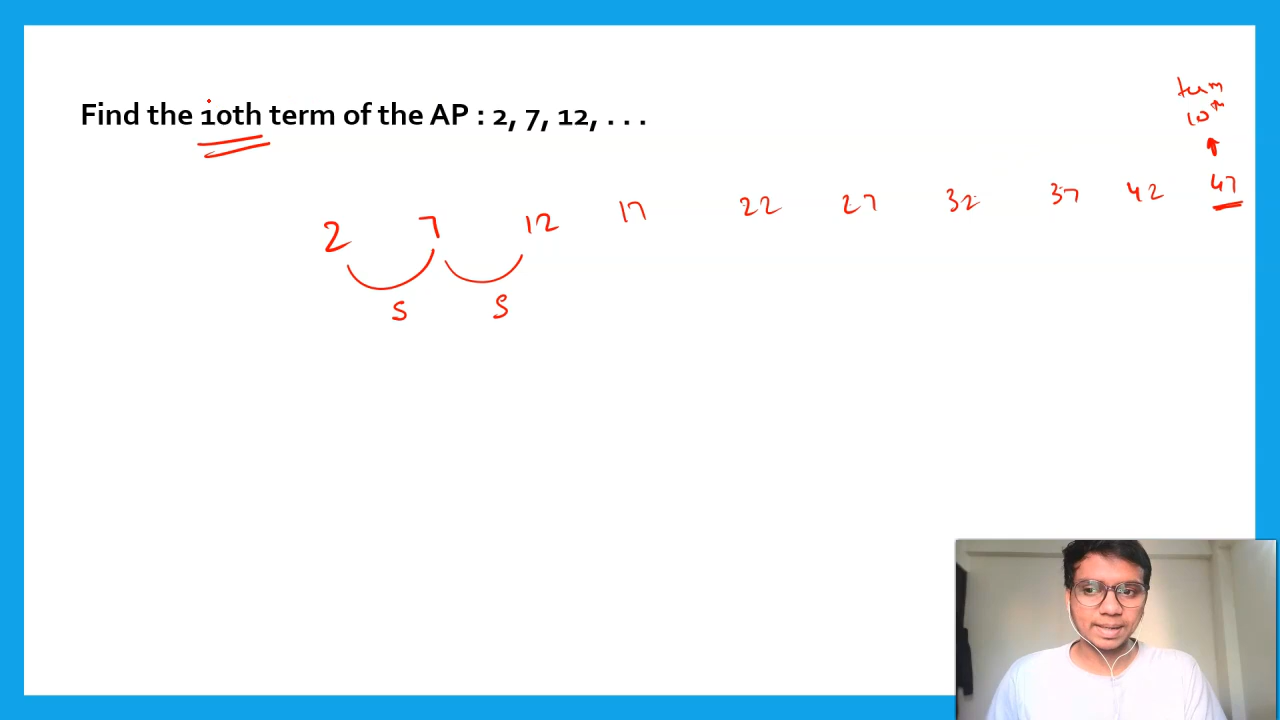 Find the 10th term of the AP : 2, 7, 12, . . .
term
10th
2 7 12 17 22 27 32 37 42 47
5 5